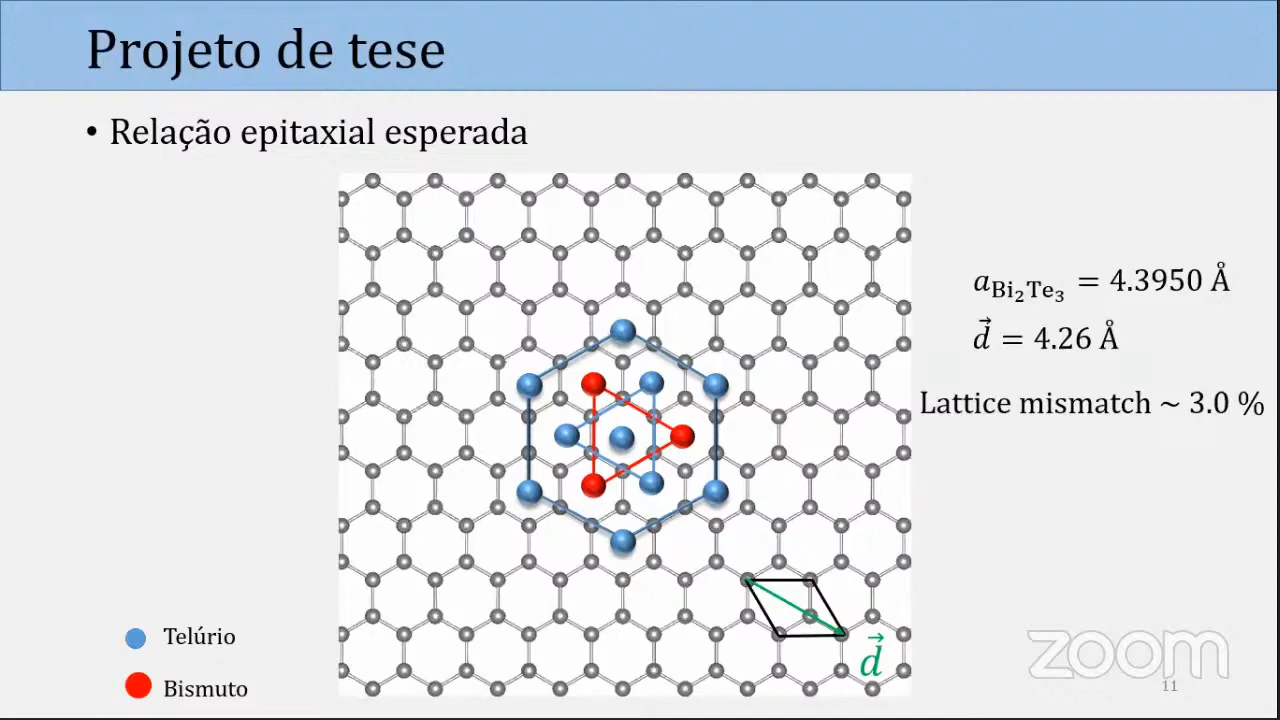 Projeto de tese
• Relação epitaxial esperada
a_Bi₂Te₃ = 4.3950 Å
d⃗ = 4.26 Å
Lattice mismatch ~ 3.0 %
d⃗
Telúrio
Bismuto
zoom
11